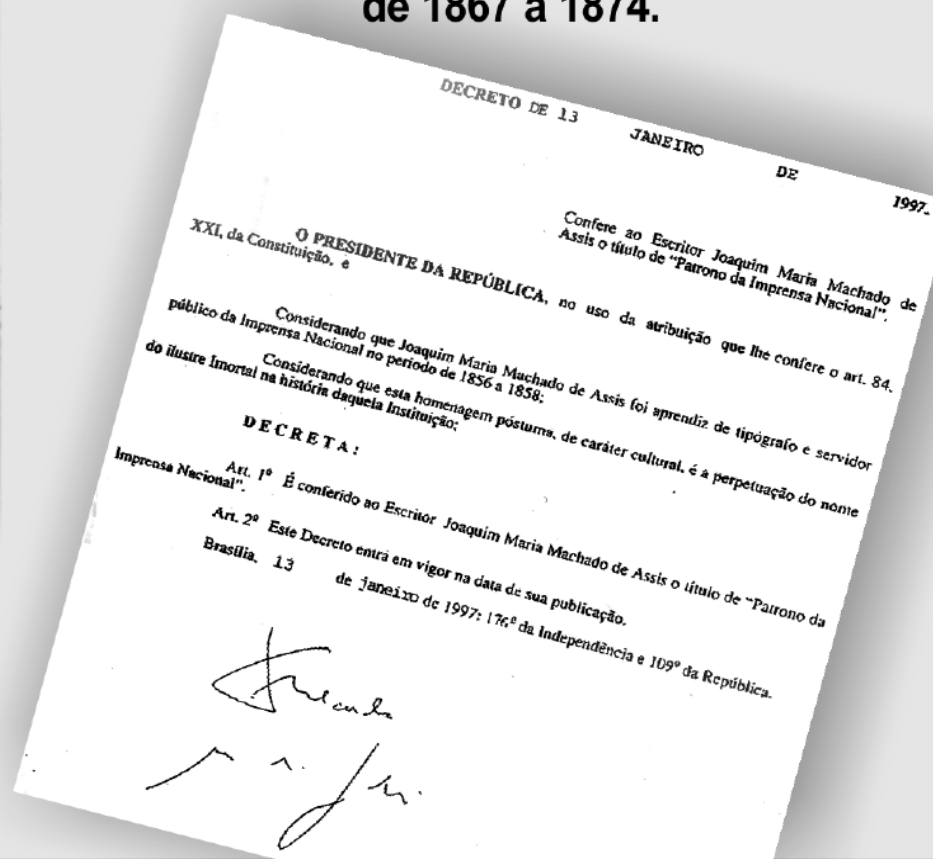 de 1867 a 1874.
DECRETO DE 13 JANEIRO DE 1997.
Confere ao Escritor Joaquim Maria Machado de
Assis o título de "Patrono da Imprensa Nacional".
O PRESIDENTE DA REPÚBLICA, no uso da atribuição que lhe confere o art. 84,
XXI, da Constituição, e
Considerando que Joaquim Maria Machado de Assis foi aprendiz de tipógrafo e servidor
público da Imprensa Nacional no período de 1856 a 1858;
Considerando que esta homenagem póstuma, de caráter cultural, é a perpetuação do nome
do ilustre Imortal na história daquela Instituição;
DECRETA:
Art. 1º É conferido ao Escritor Joaquim Maria Machado de Assis o título de "Patrono da
Imprensa Nacional".
Art. 2º Este Decreto entra em vigor na data de sua publicação.
Brasília, 13 de janeiro de 1997; 176º da Independência e 109º da República.